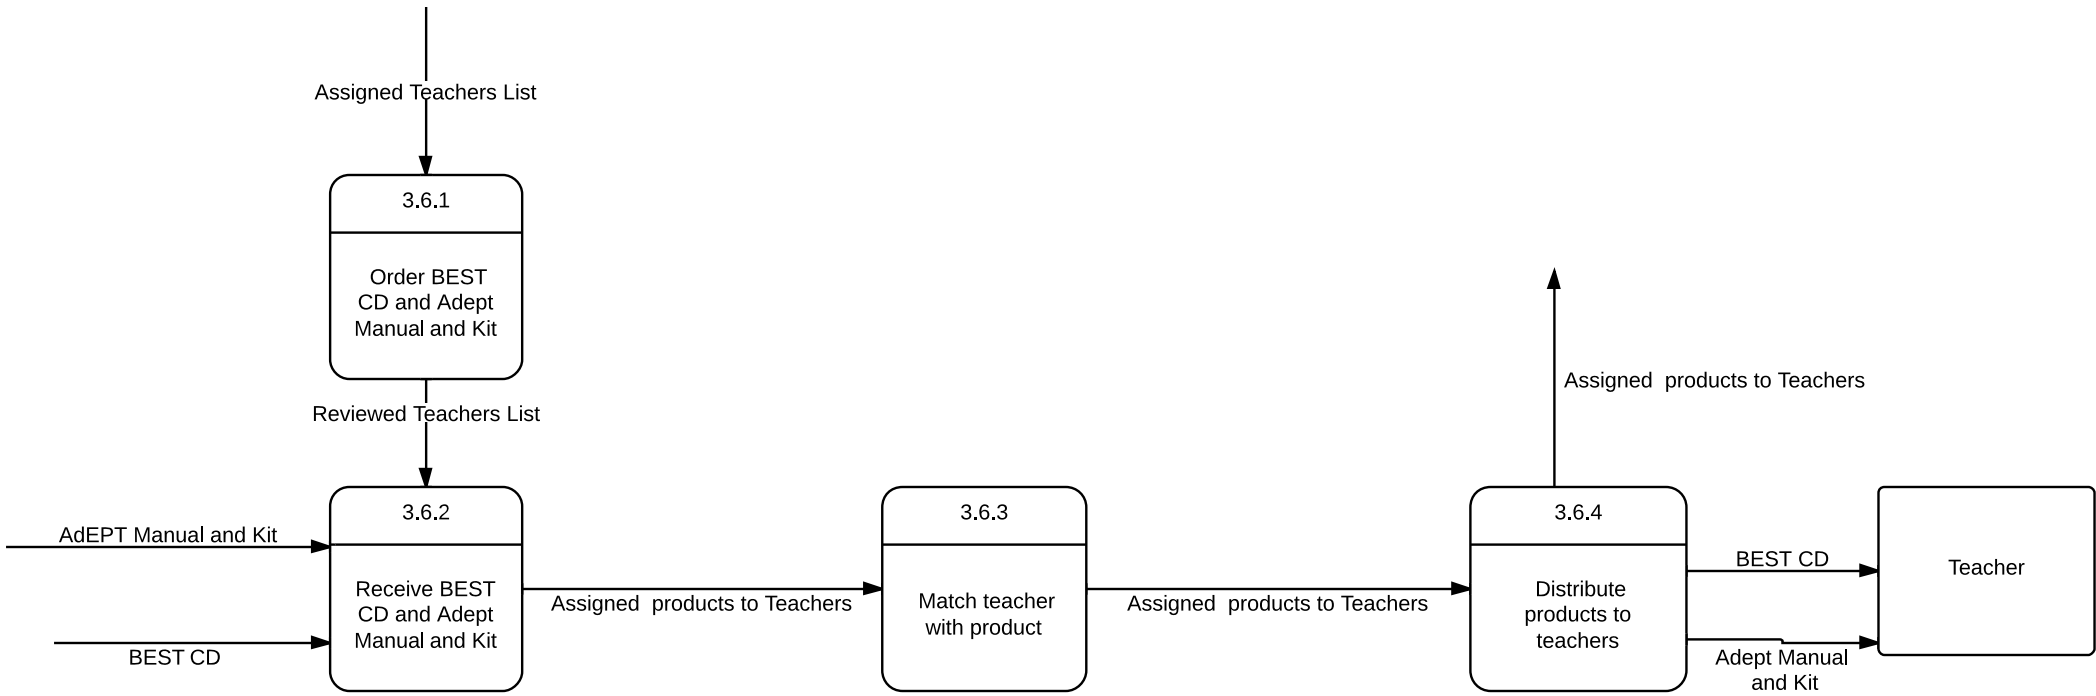 Assigned Teachers List
3.6.1
Order BEST
CD and Adept
Manual and Kit
Reviewed Teachers List
3.6.2
Receive BEST
CD and Adept
Manual and Kit
AdEPT Manual and Kit
BEST CD
Assigned  products to Teachers
3.6.3
Match teacher
with product
Assigned  products to Teachers
3.6.4
Distribute
products to
teachers
Assigned  products to Teachers
BEST CD
Adept Manual
and Kit
Teacher